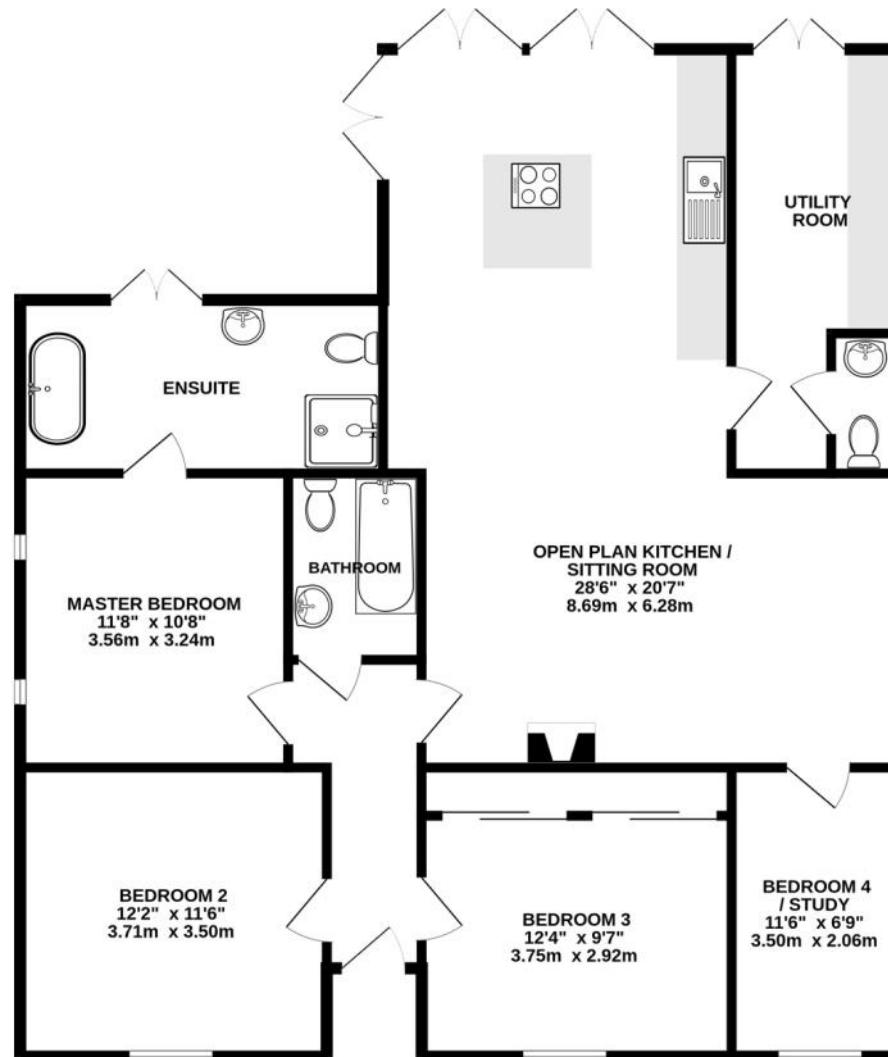 UTILITY
ROOM
ENSUITE
OPEN PLAN KITCHEN /
SITTING ROOM
28'6" x 20'7"
8.69m x 6.28m
BATHROOM
MASTER BEDROOM
11'8" x 10'8"
3.56m x 3.24m
BEDROOM 2
12'2" x 11'6"
3.71m x 3.50m
BEDROOM 3
12'4" x 9'7"
3.75m x 2.92m
BEDROOM 4
/ STUDY
11'6" x 6'9"
3.50m x 2.06m